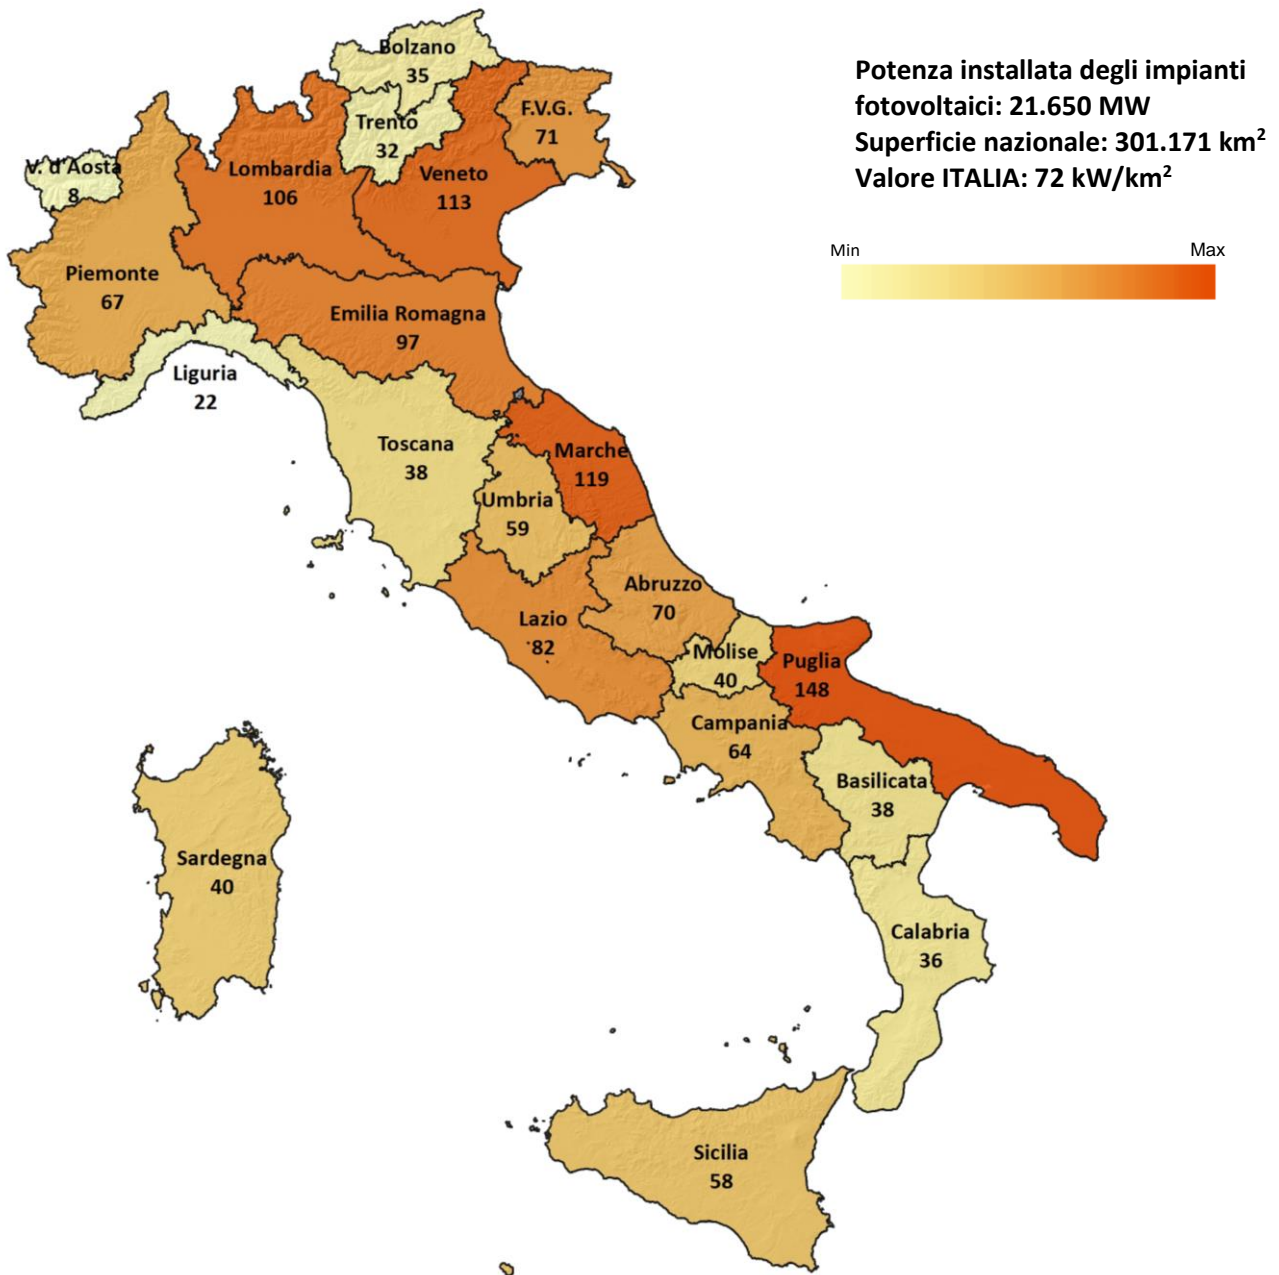 Potenza installata degli impianti
fotovoltaici: 21.650 MW
Superficie nazionale: 301.171 km²
Valore ITALIA: 72 kW/km²
Min
Max
Bolzano
35
Trento
32
F.V.G.
71
V. d'Aosta
8
Lombardia
106
Veneto
113
Piemonte
67
Emilia Romagna
97
Liguria
22
Toscana
38
Marche
119
Umbria
59
Abruzzo
70
Lazio
82
Molise
40
Puglia
148
Campania
64
Basilicata
38
Sardegna
40
Calabria
36
Sicilia
58